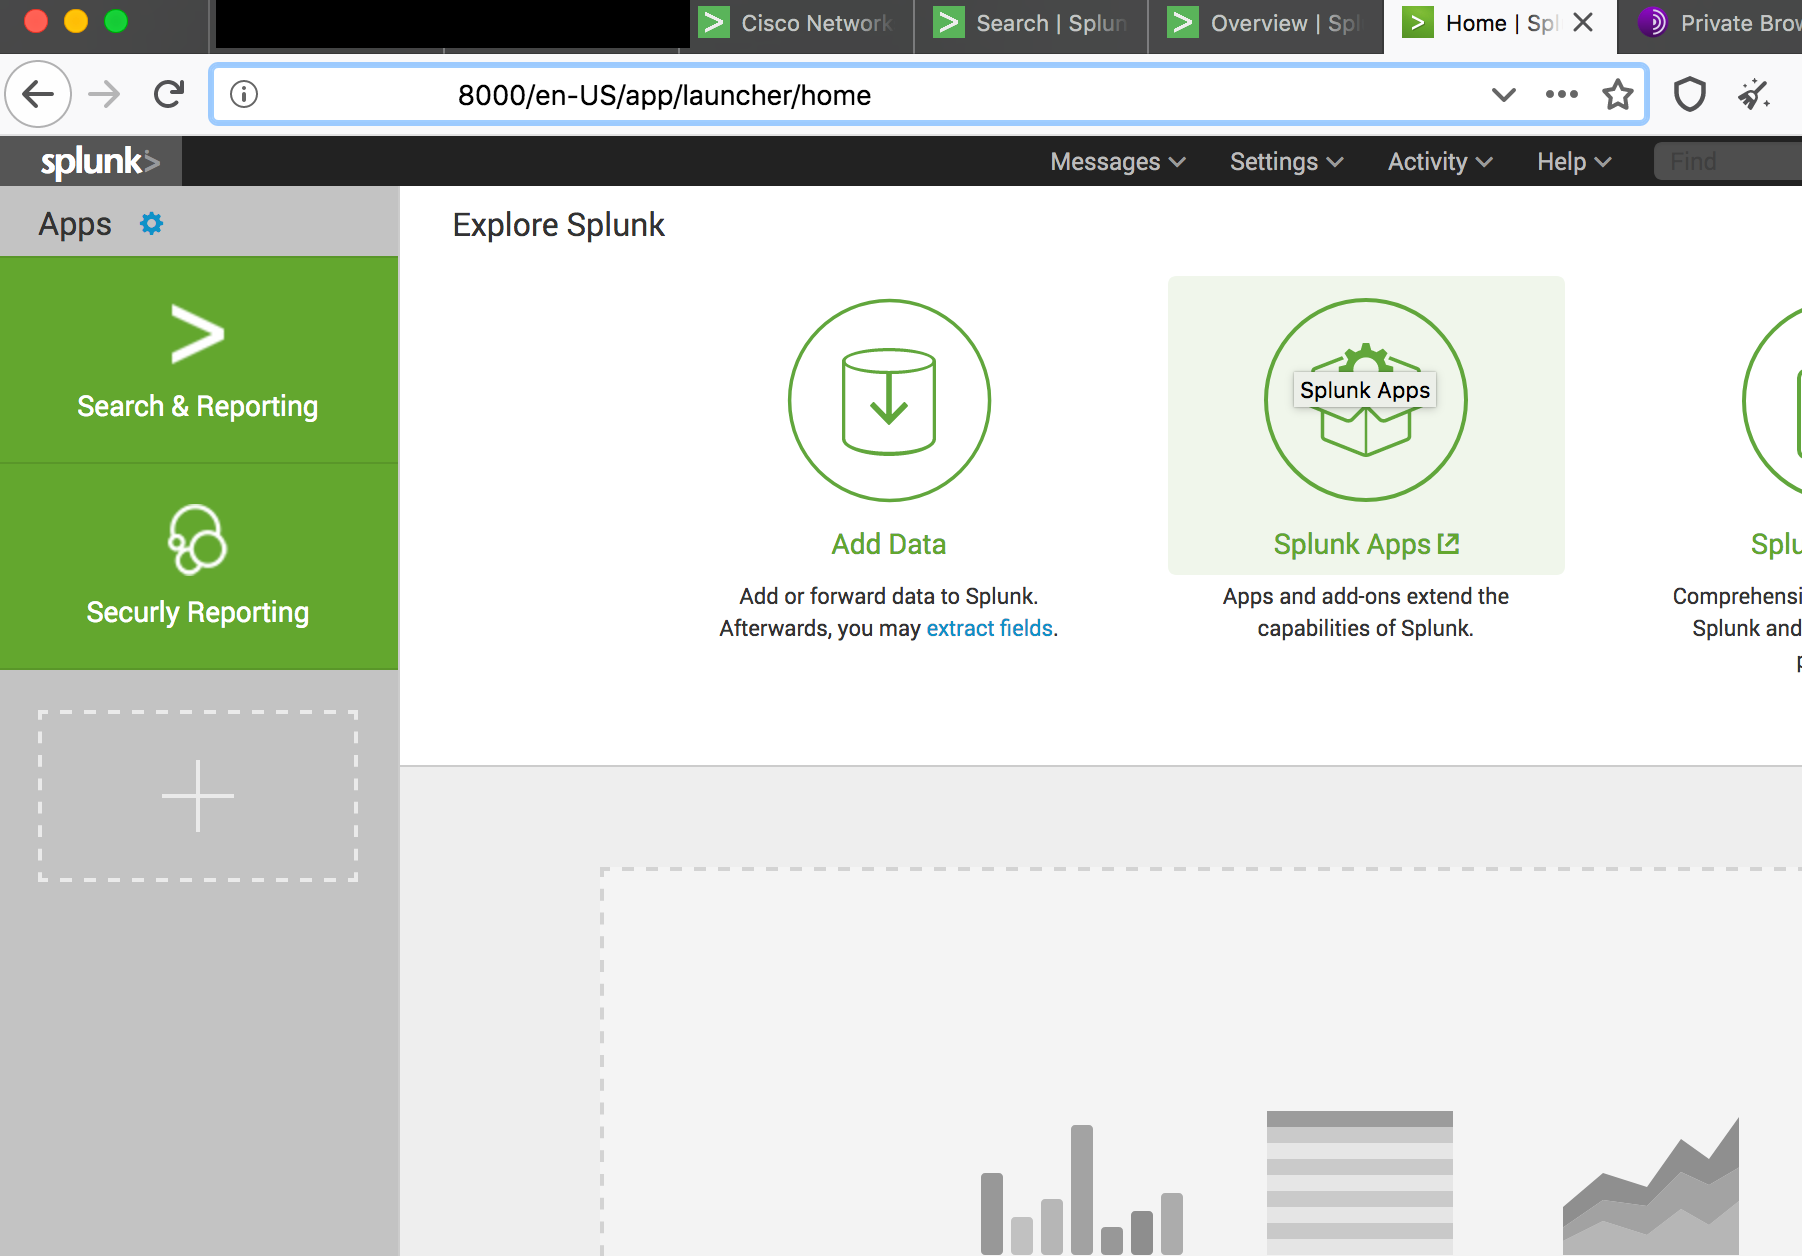 Cisco Network
Search | Splun
Overview | Spl
Home | Spl
Private Brow
8000/en-US/app/launcher/home
splunk>
Messages
Settings
Activity
Help
Find
Apps
Explore Splunk
Search & Reporting
Securly Reporting
Splunk Apps
Add Data
Splunk Apps
Splu
Add or forward data to Splunk.
Afterwards, you may extract fields.
Apps and add-ons extend the
capabilities of Splunk.
Comprehensi
Splunk and
p